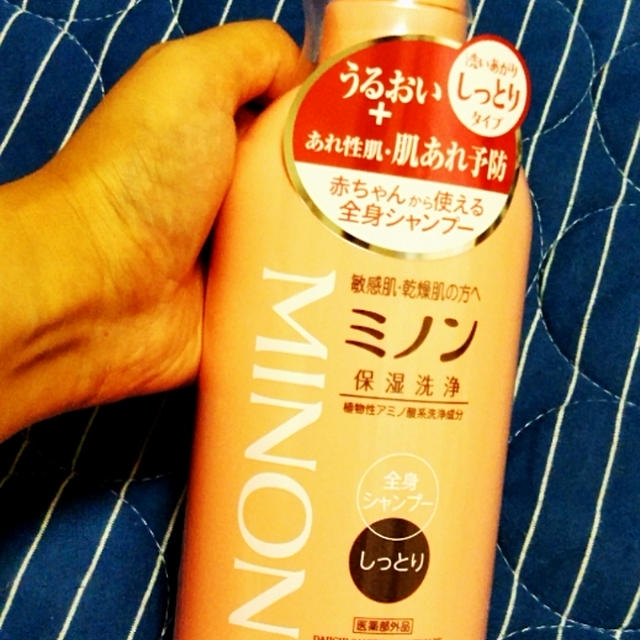 洗いあがり
しっとり
タイプ
うるおい
+
あれ性肌・肌あれ予防
赤ちゃんから使える
全身シャンプー
MINON
敏感肌・乾燥肌の方へ
ミノン
保湿洗浄
植物性アミノ酸系洗浄成分
全身
シャンプー
しっとり
医薬部外品